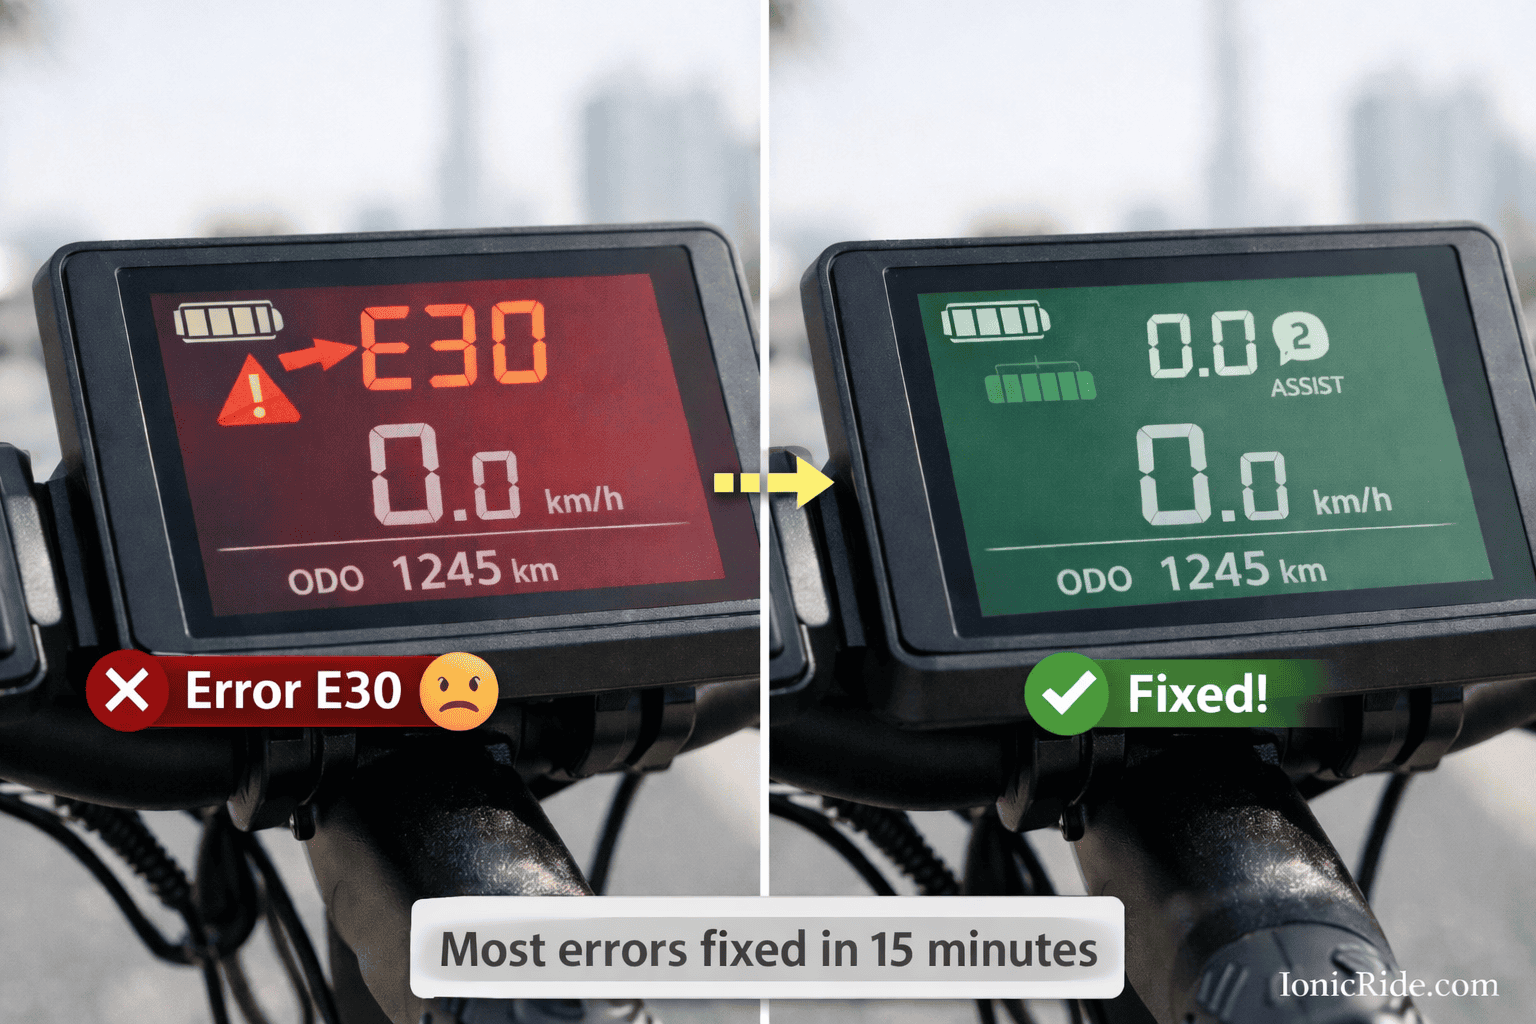 E30
0.0 km/h
ODO 1245 km
Error E30
0.0 2
ASSIST
0.0 km/h
ODO 1245 km
Fixed!
Most errors fixed in 15 minutes
IonicRide.com